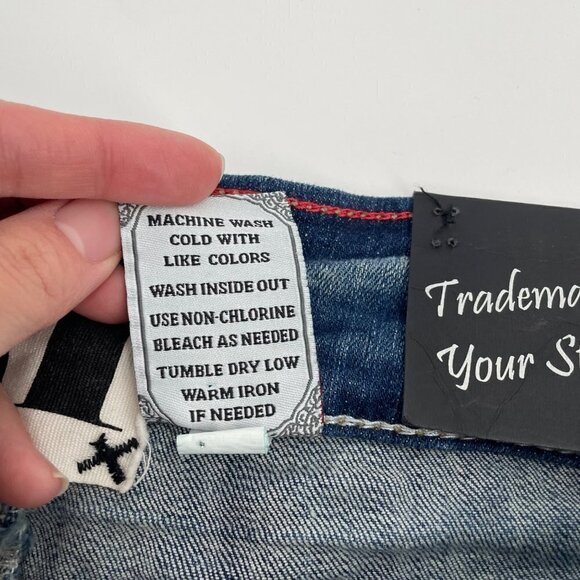 MACHINE WASH
COLD WITH
LIKE COLORS
WASH INSIDE OUT
USE NON-CHLORINE
BLEACH AS NEEDED
TUMBLE DRY LOW
WARM IRON
IF NEEDED
Tradema
Your St